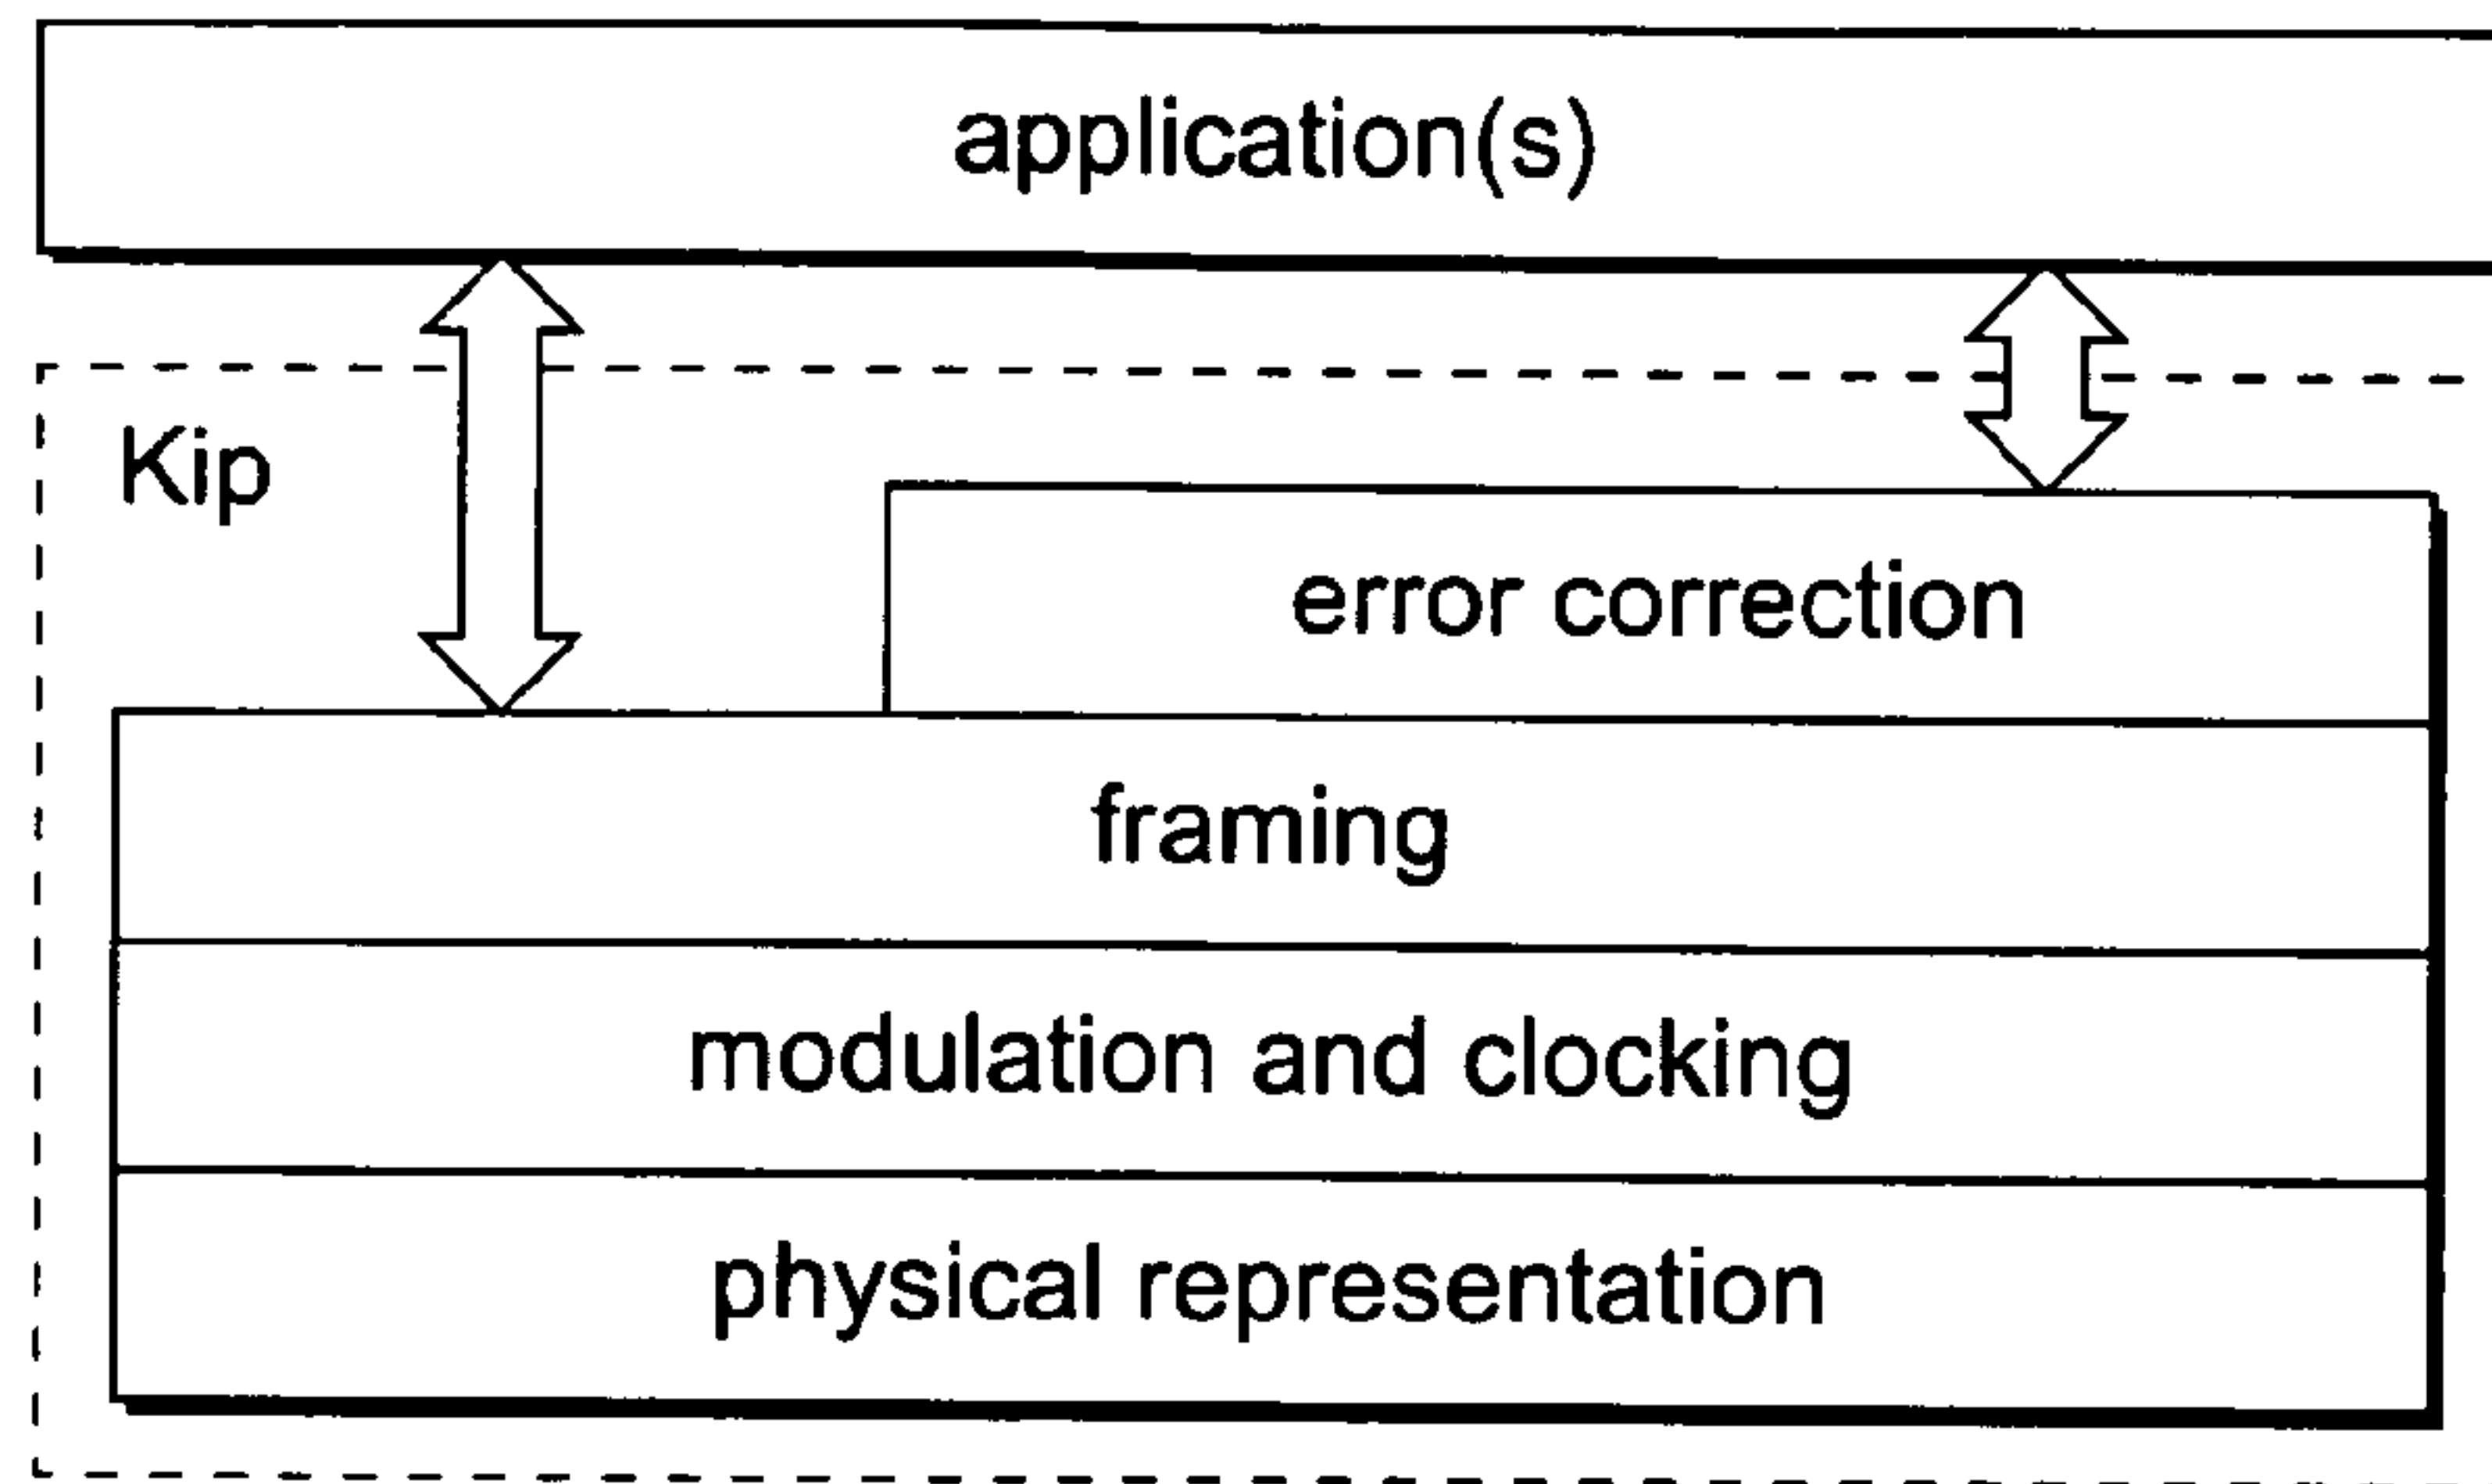 application(s)
Kip
error correction
framing
modulation and clocking
physical representation